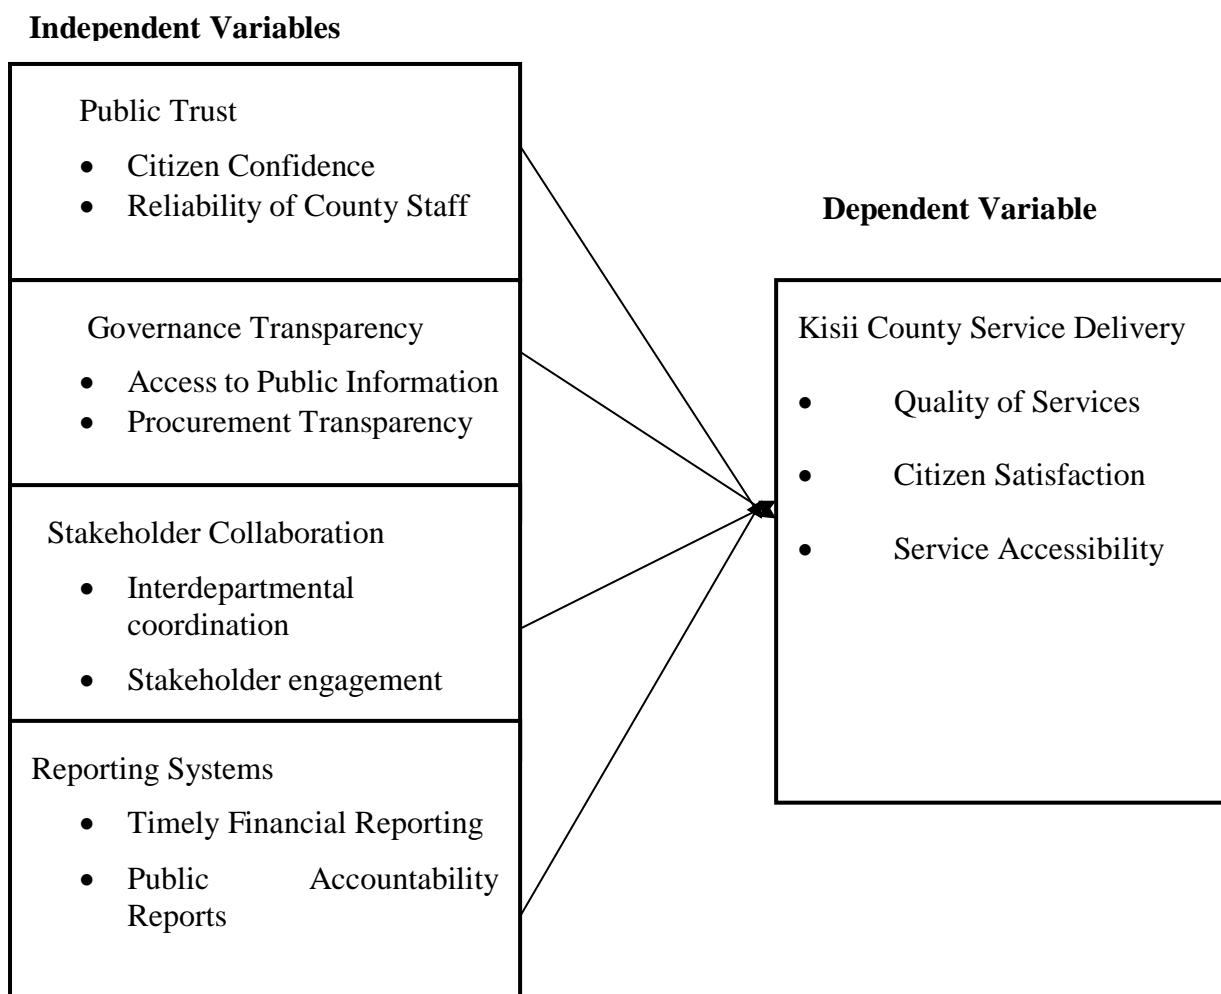 Independent Variables
Public Trust
• Citizen Confidence
• Reliability of County Staff
Governance Transparency
• Access to Public Information
• Procurement Transparency
Stakeholder Collaboration
• Interdepartmental
coordination
• Stakeholder engagement
Reporting Systems
• Timely Financial Reporting
• Public Accountability
Reports
Dependent Variable
Kisii County Service Delivery
• Quality of Services
• Citizen Satisfaction
• Service Accessibility